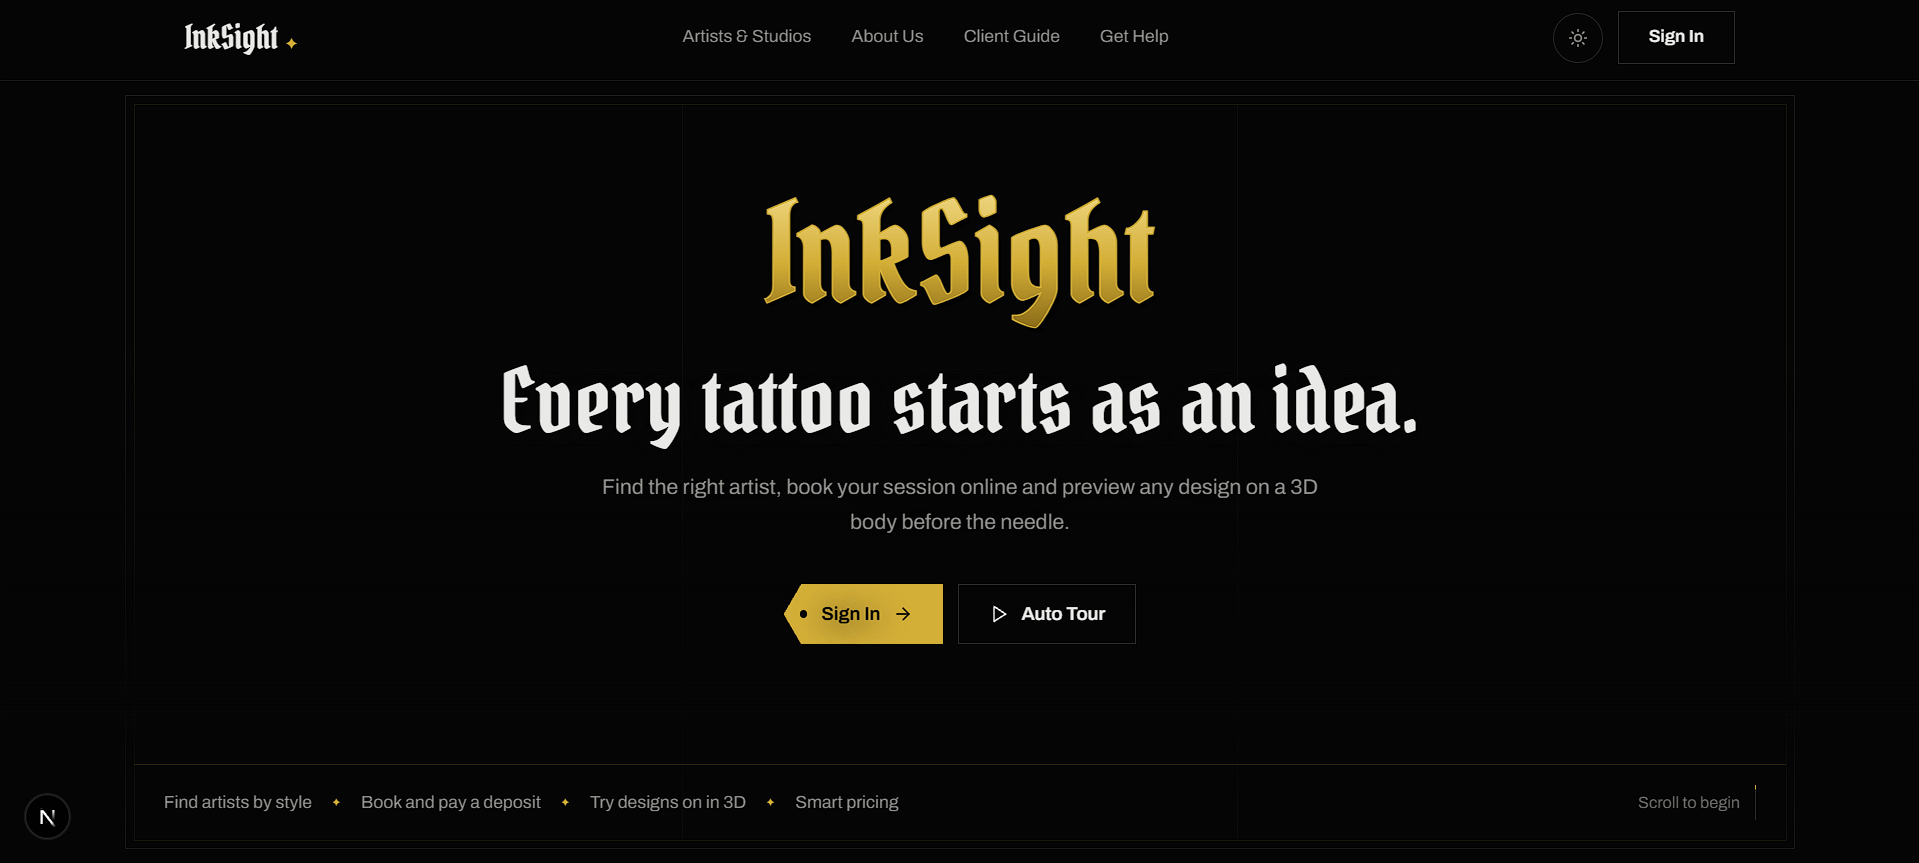 InkSight
Artists & Studios
About Us
Client Guide
Get Help
Sign In
InkSight
Every tattoo starts as an idea.
Find the right artist, book your session online and preview any design on a 3D
body before the needle.
Sign In
Auto Tour
Find artists by style
Book and pay a deposit
Try designs on in 3D
Smart pricing
Scroll to begin
N